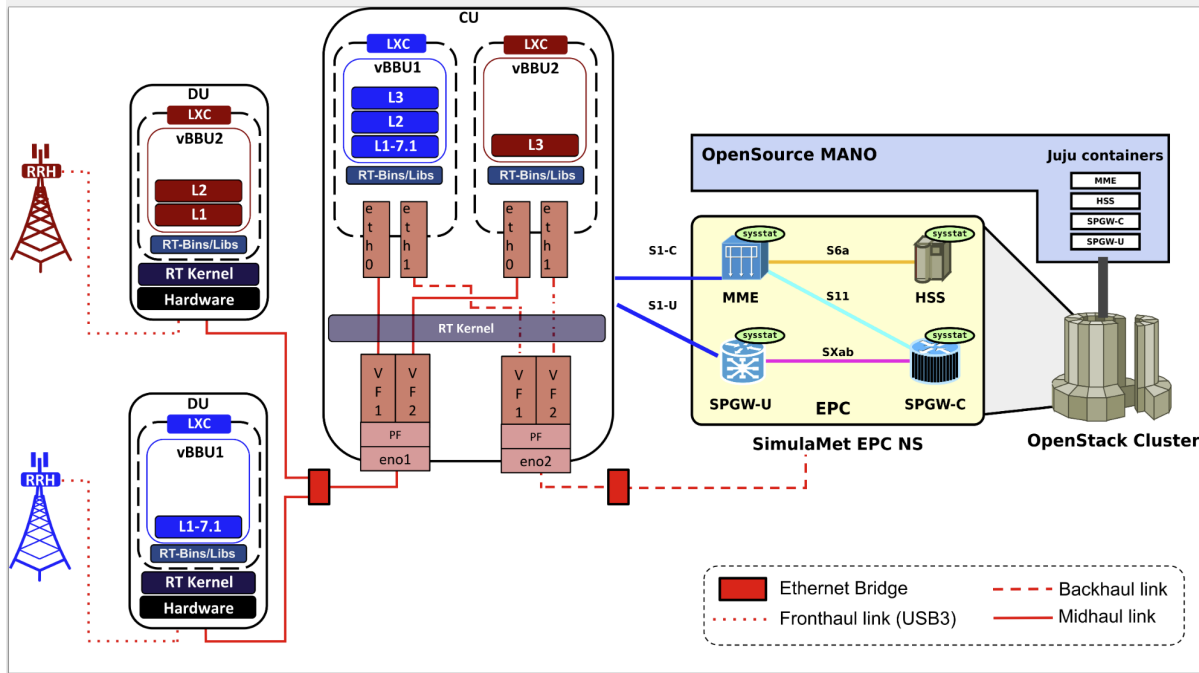 CU
LXC
vBBU1
L3
L2
L1-7.1
RT-Bins/Libs
LXC
vBBU2
L3
RT-Bins/Libs
eth0
eth1
eth0
eth1
RT Kernel
VF1
VF2
PF
eno1
VF1
VF2
PF
eno2
DU
LXC
vBBU2
L2
L1
RT-Bins/Libs
RT Kernel
Hardware
RRH
DU
LXC
vBBU1
L1-7.1
RT-Bins/Libs
RT Kernel
Hardware
RRH
OpenSource MANO
Juju containers
MME
HSS
SPGW-C
SPGW-U
S1-C
S1-U
sysstat
MME
S6a
sysstat
HSS
S11
sysstat
SPGW-U
SXab
sysstat
SPGW-C
EPC
SimulaMet EPC NS
OpenStack Cluster
Ethernet Bridge
Fronthaul link (USB3)
Backhaul link
Midhaul link